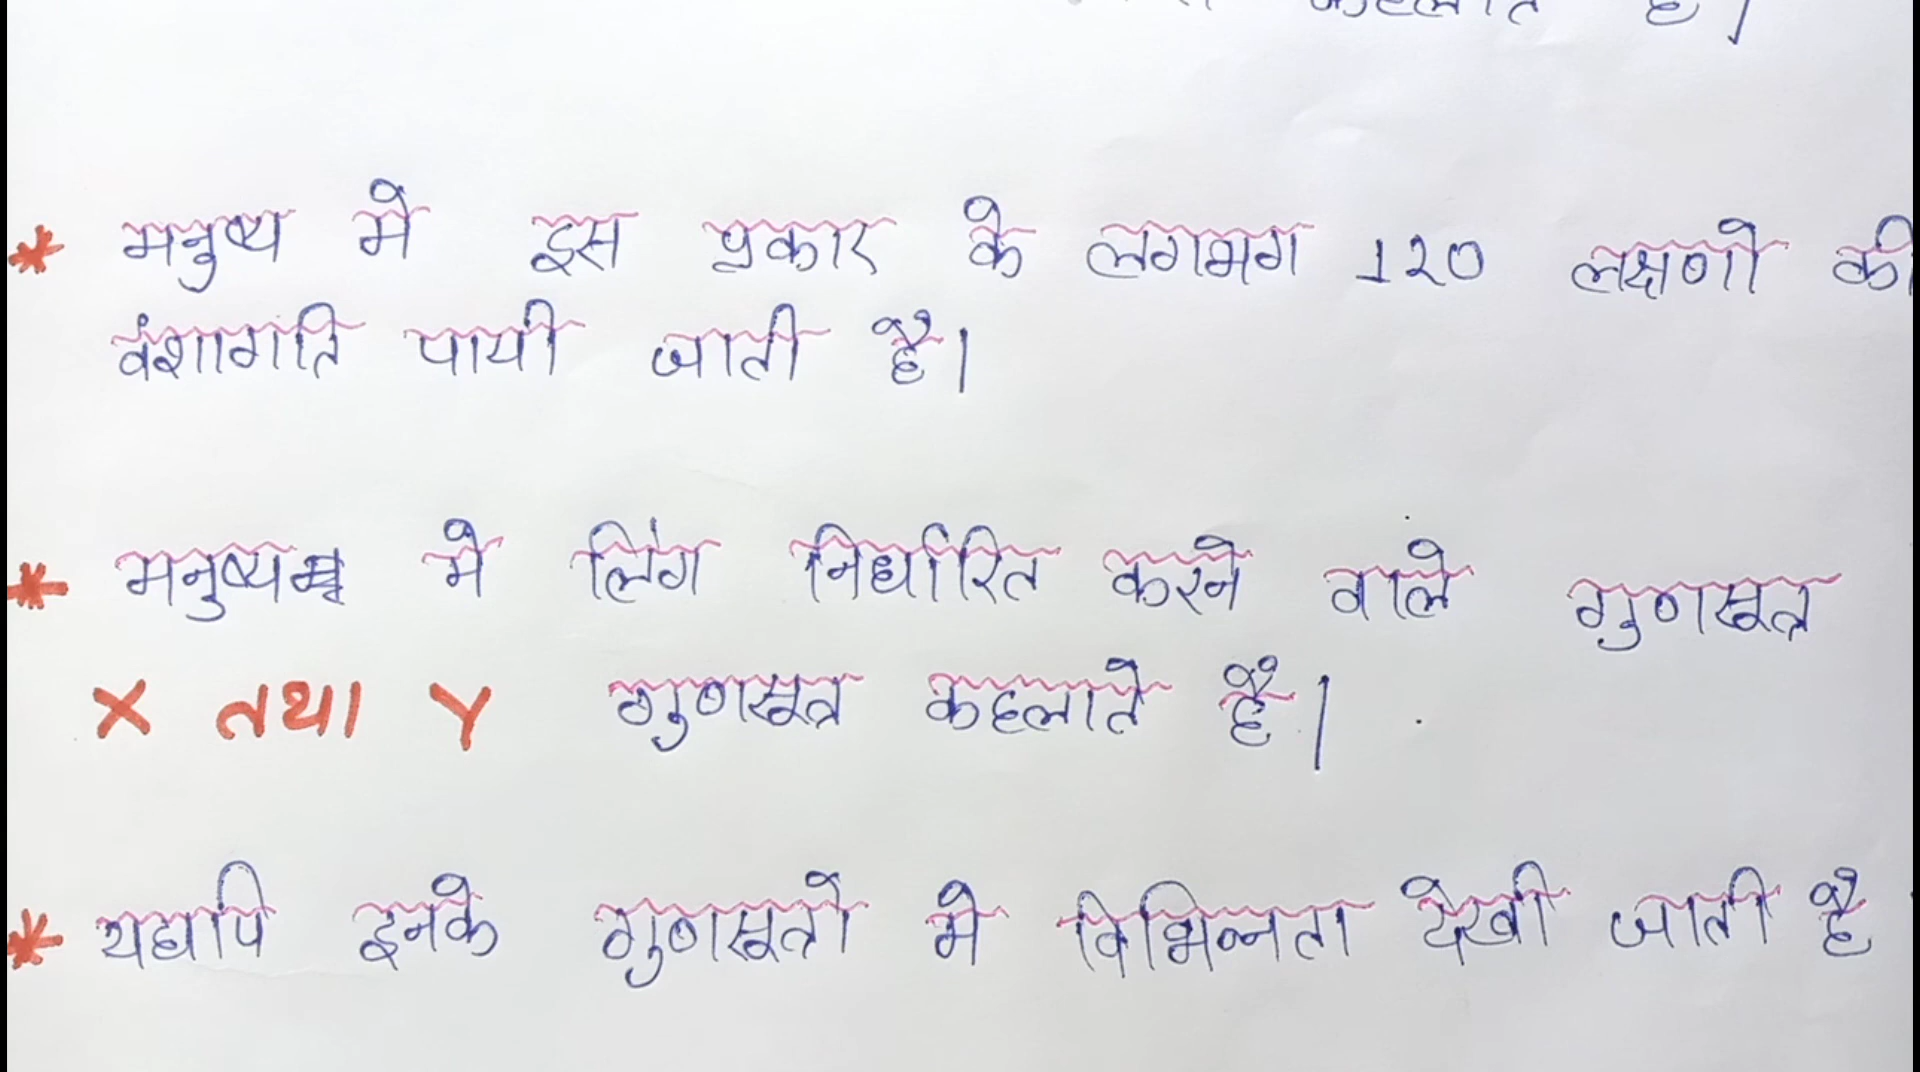 कहलाते है।
* मनुष्य मे इस प्रकार के लगभग 120 लक्षणो की
वंशागति पायी जाती है।
* मनुष्य मे लिंग निर्धारित करने वाले गुणसूत्र
X तथा Y गुणसूत्र कहलाते हैं।
* यद्यपि इनके गुणसूत्रो मे विभिन्नता देखी जाती है